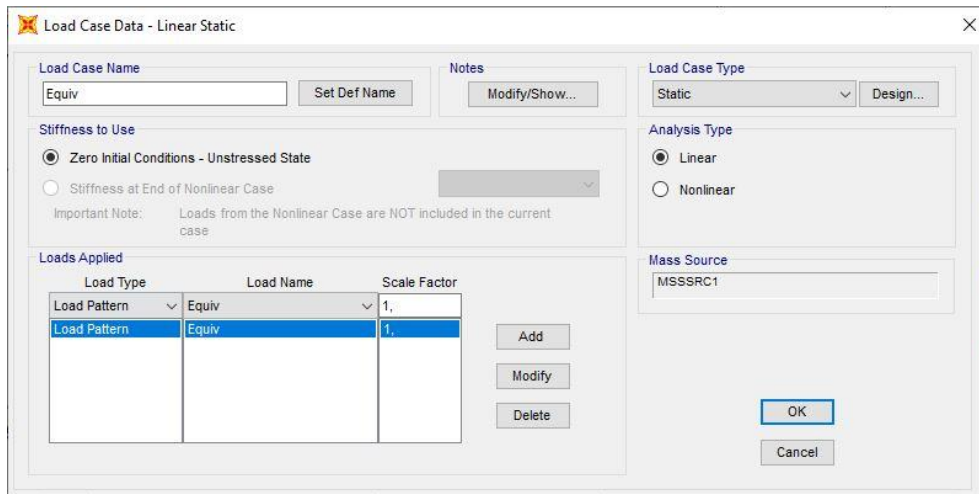 Load Case Data - Linear Static
Load Case Name
Equiv
Set Def Name
Notes
Modify/Show...
Load Case Type
Static
Design...
Stiffness to Use
Zero Initial Conditions - Unstressed State
Stiffness at End of Nonlinear Case
Important Note: Loads from the Nonlinear Case are NOT included in the current
case
Analysis Type
Linear
Nonlinear
Loads Applied
Load Type Load Name Scale Factor
Load Pattern Equiv 1,
Load Pattern Equiv 1,
Add
Modify
Delete
Mass Source
MSSSRC1
OK
Cancel